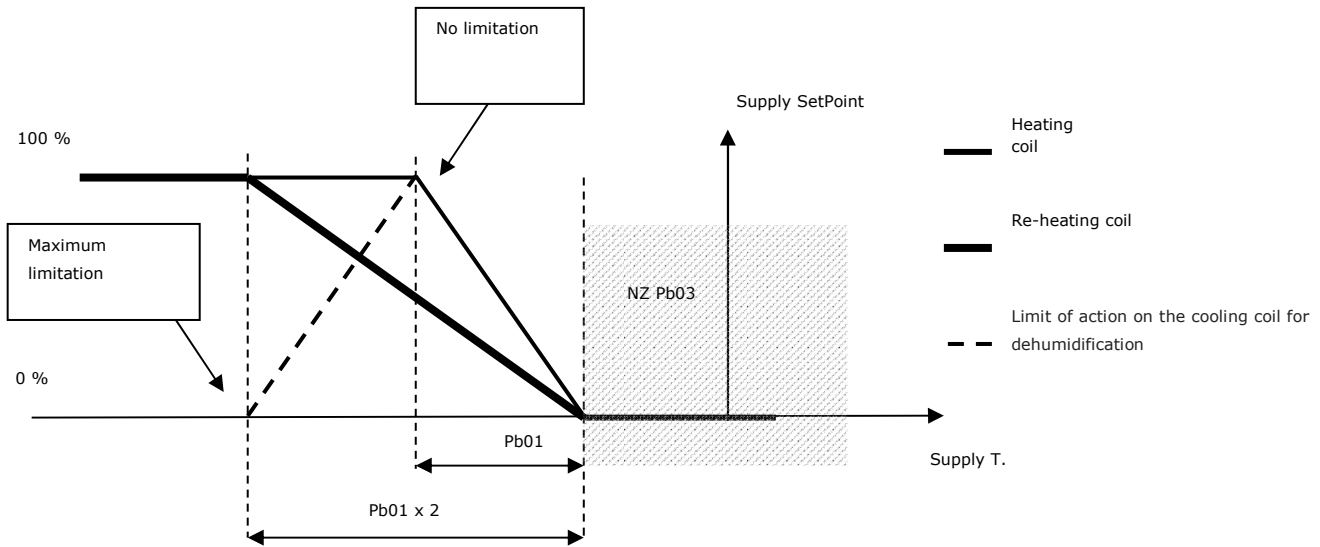 No limitation
Supply SetPoint
100 %
Heating
coil
Re-heating coil
Maximum
limitation
NZ Pb03
Limit of action on the cooling coil for
dehumidification
0 %
Pb01
Supply T.
Pb01 x 2